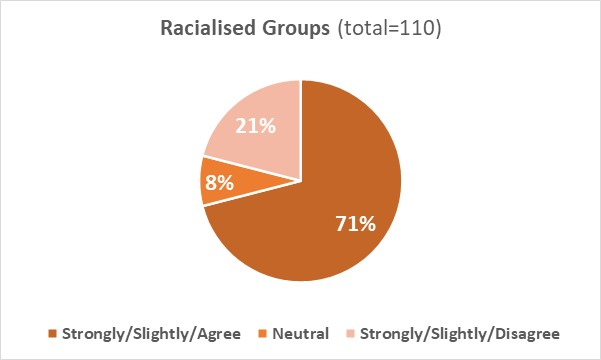 Racialised Groups (total=110)
21%
8%
71%
Strongly/Slightly/Agree Neutral Strongly/Slightly/Disagree